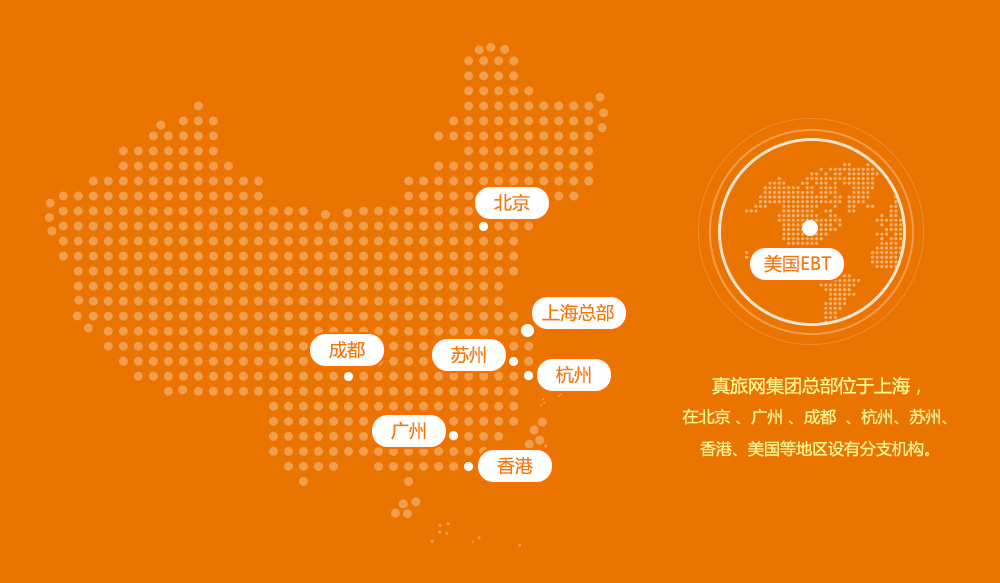 北京
上海总部
成都
苏州
杭州
广州
香港
美国EBT
真旅网集团总部位于上海，
在北京 、广州 、成都 、杭州、苏州、
香港、美国等地区设有分支机构。